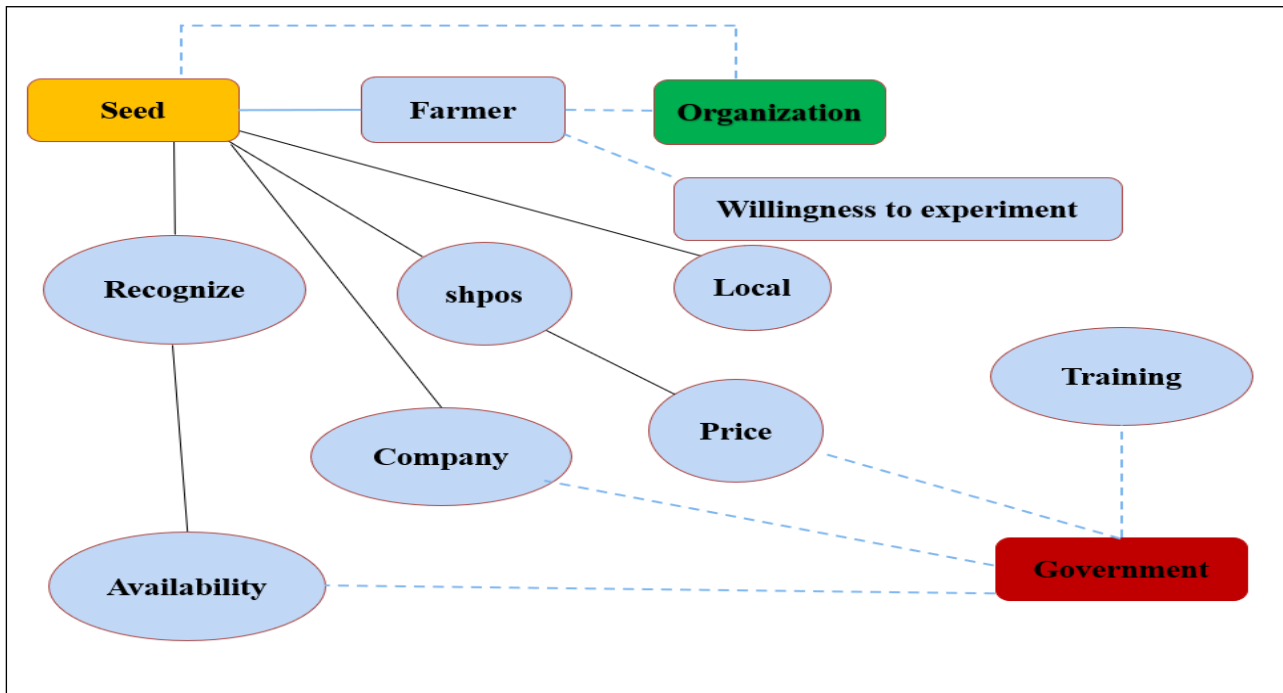 Seed
Farmer
Organization
Willingness to experiment
Recognize
shpos
Local
Training
Price
Company
Government
Availability